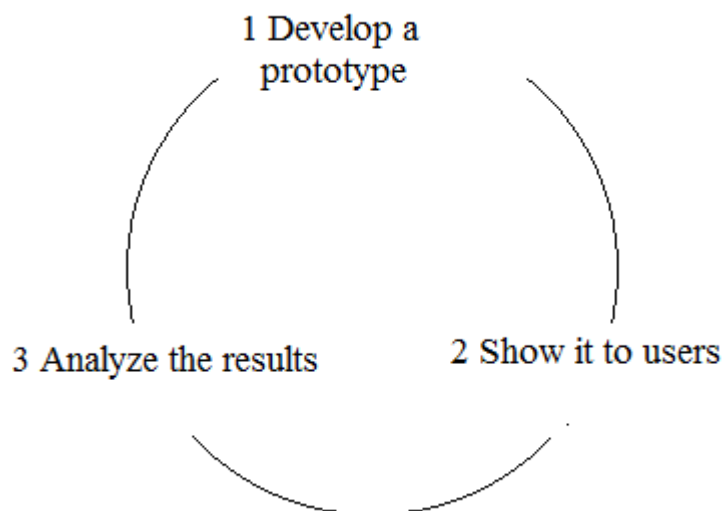 1 Develop a
prototype
2 Show it to users
3 Analyze the results